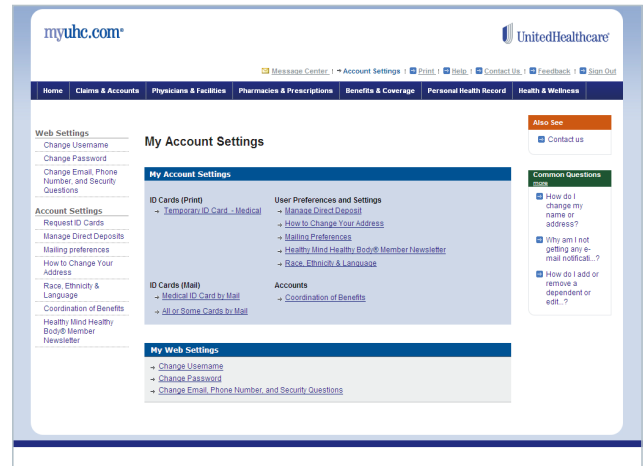 myuhc.com®
UnitedHealthcare®
Message Center | Account Settings | Print | Help | Contact Us | Feedback | Sign Out
Home Claims & Accounts Physicians & Facilities Pharmacies & Prescriptions Benefits & Coverage Personal Health Record Health & Wellness
Web Settings
Change Username
Change Password
Change Email, Phone
Number, and Security
Questions
Account Settings
Request ID Cards
Manage Direct Deposits
Mailing preferences
How to Change Your
Address
Race, Ethnicity &
Language
Coordination of Benefits
Healthy Mind Healthy
Body® Member
Newsletter
My Account Settings
My Account Settings
ID Cards (Print)
Temporary ID Card - Medical
User Preferences and Settings
Manage Direct Deposit
How to Change Your Address
Mailing Preferences
Healthy Mind Healthy Body® Member Newsletter
Race, Ethnicity & Language
ID Cards (Mail)
Medical ID Card by Mail
All or Some Cards by Mail
Accounts
Coordination of Benefits
My Web Settings
Change Username
Change Password
Change Email, Phone Number, and Security Questions
Also See
Contact us
Common Questions
more
How do I
change my
name or
address?
Why am I not
getting any e-
mail notificati...?
How do I add or
remove a
dependent or
edit...?